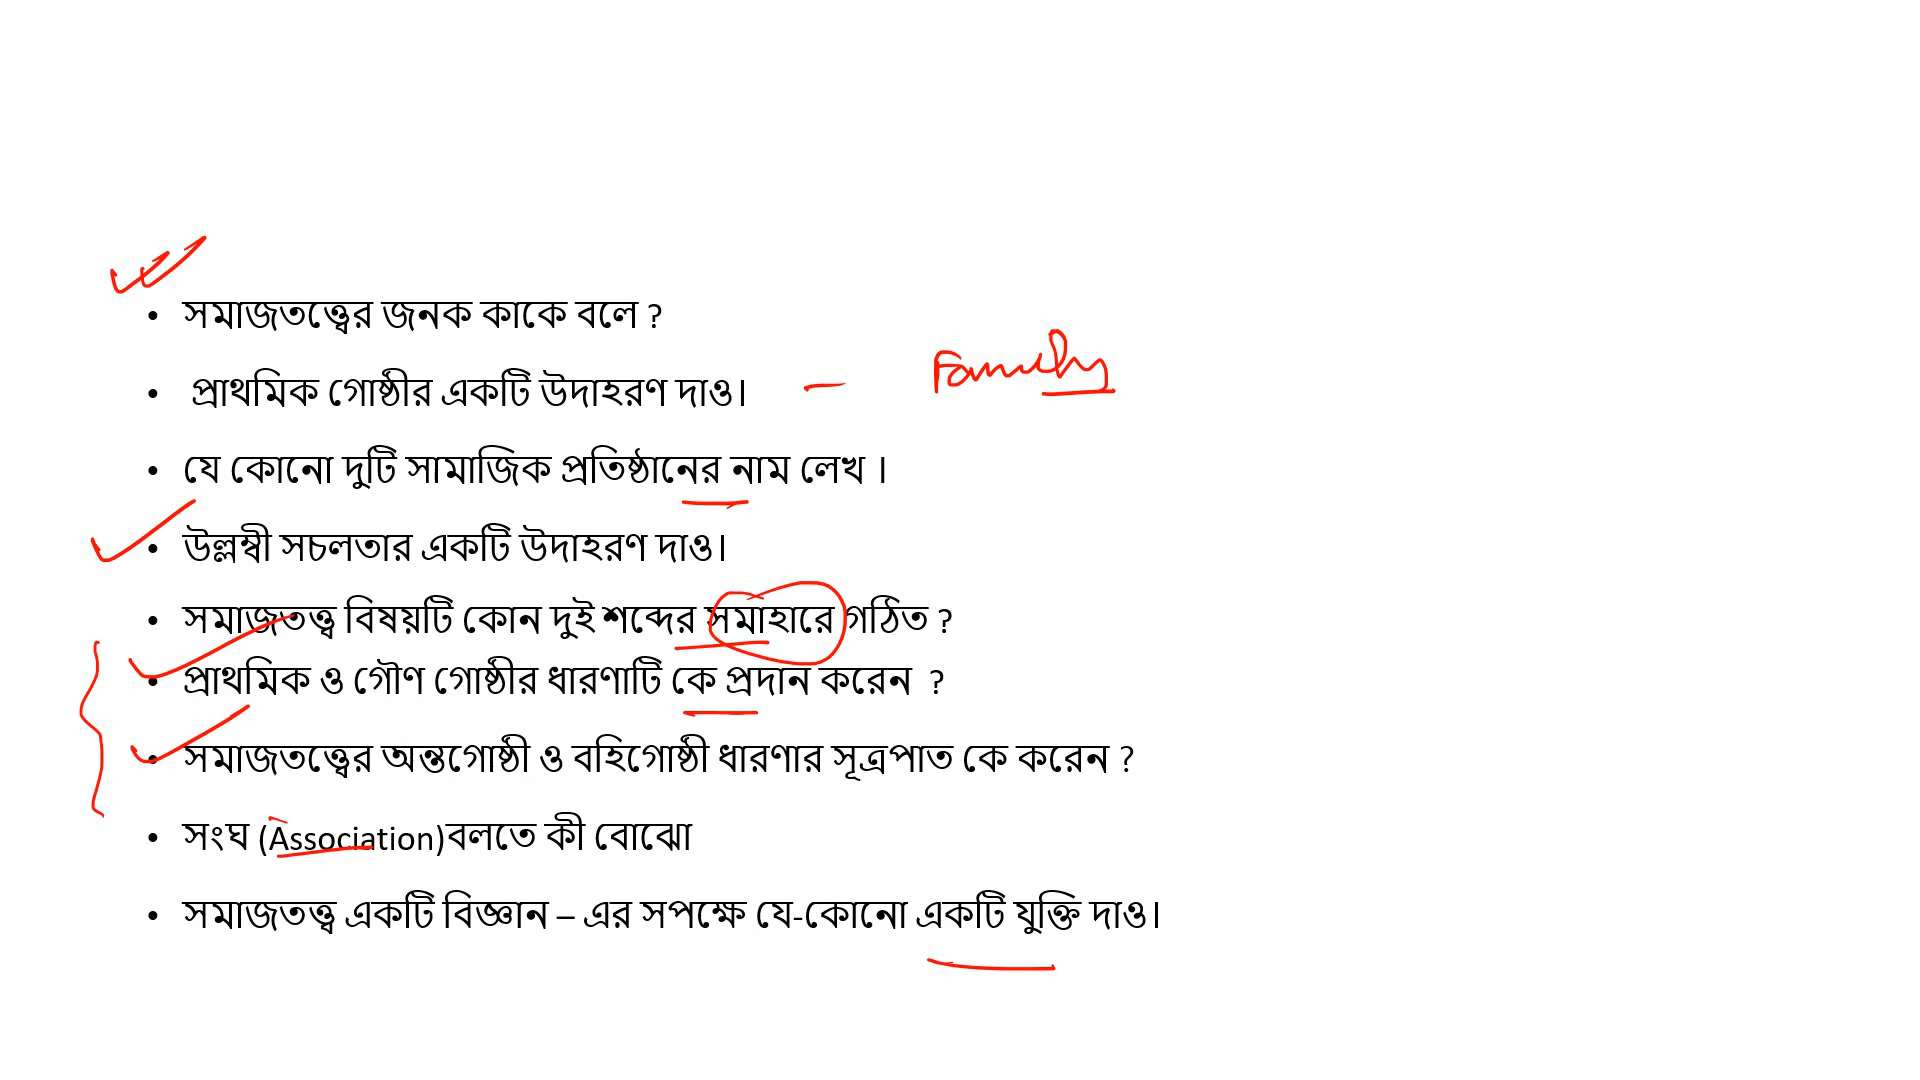 • সমাজতত্ত্বের জনক কাকে বলে ?
• প্রাথমিক গোষ্ঠীর একটি উদাহরণ দাও। — Family
• যে কোনো দুটি সামাজিক প্রতিষ্ঠানের নাম লেখ ।
• উল্লম্বী সচলতার একটি উদাহরণ দাও।
• সমাজতত্ত্ব বিষয়টি কোন দুই শব্দের সমাহারে গঠিত ?
• প্রাথমিক ও গৌণ গোষ্ঠীর ধারণাটি কে প্রদান করেন ?
• সমাজতত্ত্বের অন্তগোষ্ঠী ও বহিগোষ্ঠী ধারণার সূত্রপাত কে করেন ?
• সংঘ (Association)বলতে কী বোঝো
• সমাজতত্ত্ব একটি বিজ্ঞান – এর সপক্ষে যে-কোনো একটি যুক্তি দাও।